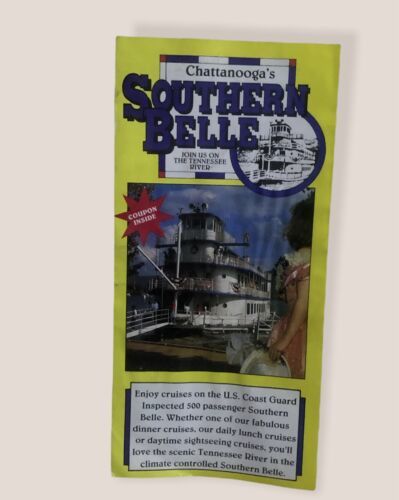 Chattanooga's
SOUTHERN
BELLE
JOIN US ON
THE TENNESSEE
RIVER
COUPON
INSIDE
Enjoy cruises on the U.S. Coast Guard
Inspected 500 passenger Southern
Belle. Whether one of our fabulous
dinner cruises, our daily lunch cruises
or daytime sightseeing cruises, you'll
love the scenic Tennessee River in the
climate controlled Southern Belle.